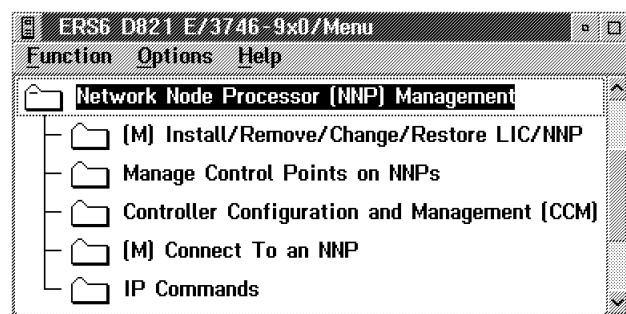 ERS6 D821 E/3746-9x0/Menu
Function Options Help
Network Node Processor (NNP) Management
(M) Install/Remove/Change/Restore LIC/NNP
Manage Control Points on NNPs
Controller Configuration and Management (CCM)
(M) Connect To an NNP
IP Commands